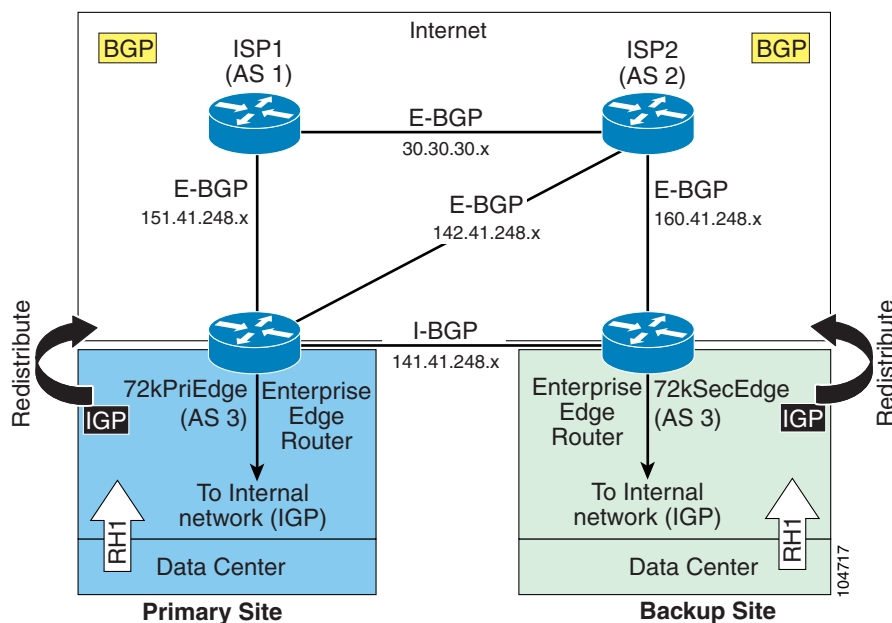 Internet
BGP
ISP1
(AS 1)
ISP2
(AS 2)
BGP
E-BGP
30.30.30.x
E-BGP
151.41.248.x
E-BGP
142.41.248.x
E-BGP
160.41.248.x
Redistribute
I-BGP
141.41.248.x
Redistribute
IGP
72kPriEdge
(AS 3)
Enterprise
Edge
Router
Enterprise
Edge
Router
72kSecEdge
(AS 3)
IGP
To Internal
network (IGP)
To Internal
network (IGP)
RH1
RH1
Data Center
Data Center
104717
Primary Site
Backup Site